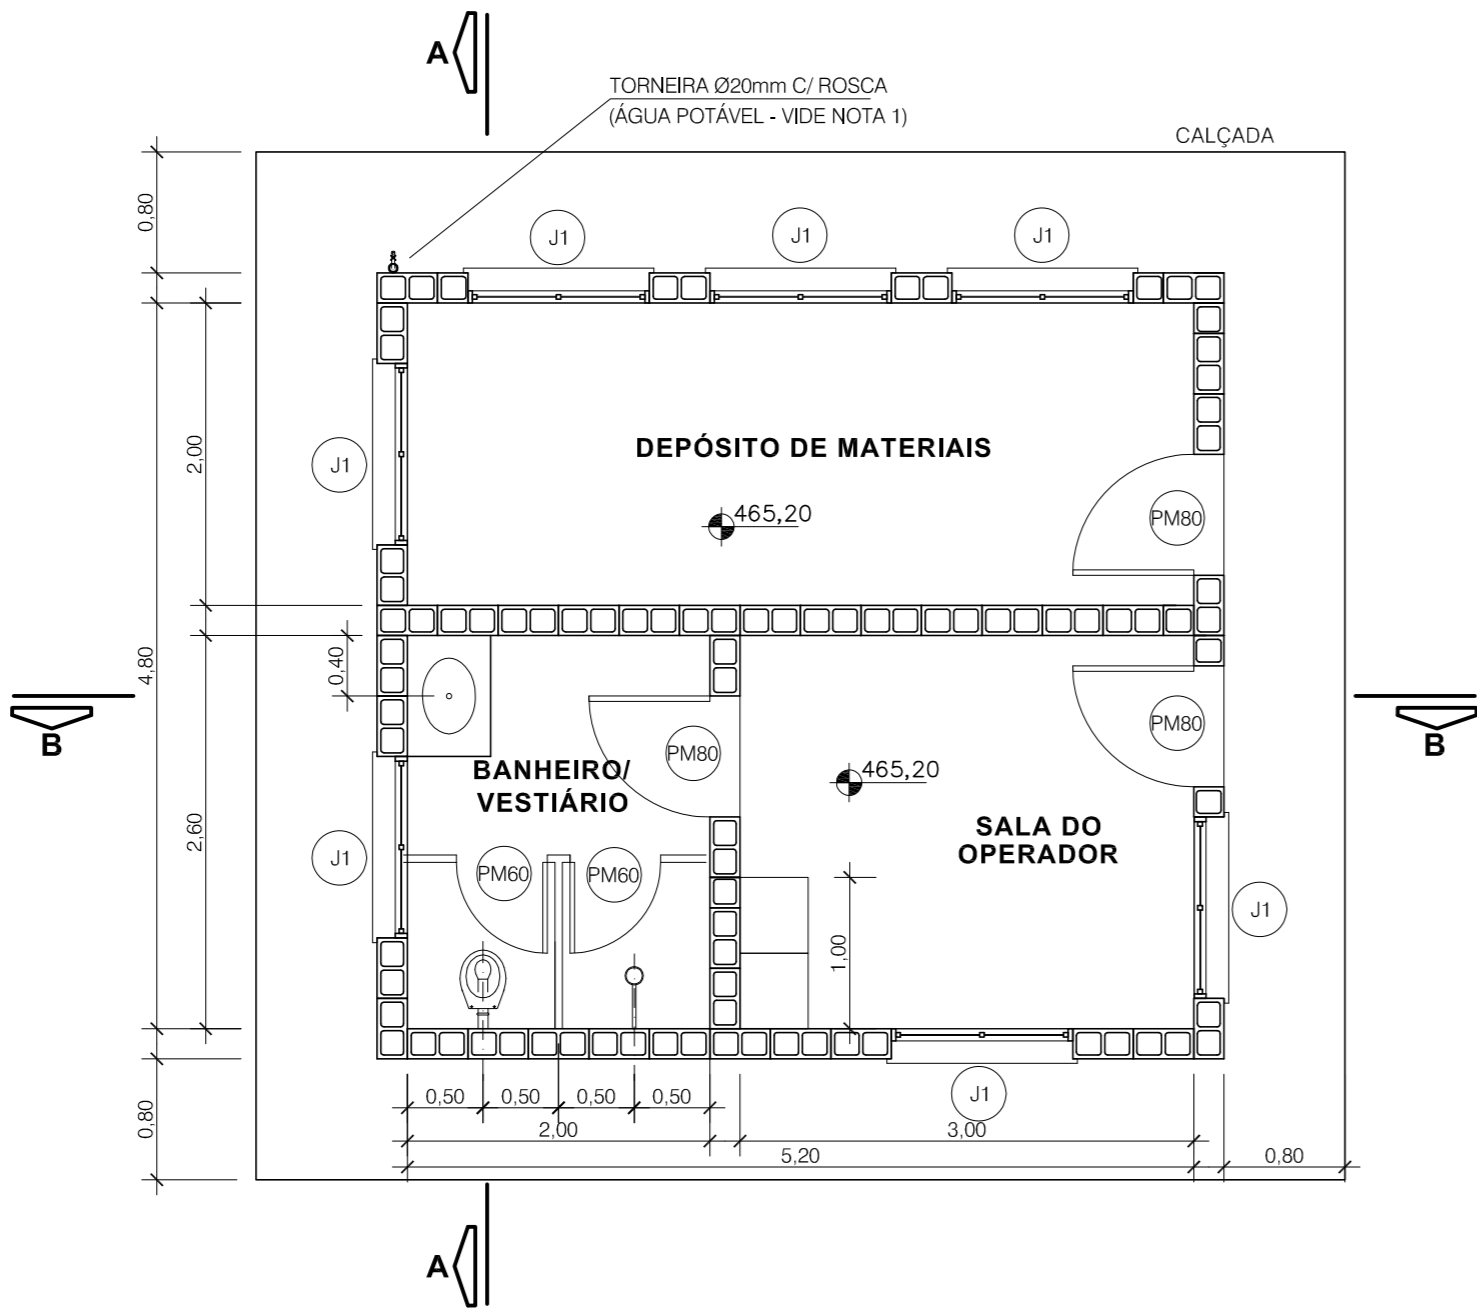 A
TORNEIRA Ø20mm C/ ROSCA
(ÁGUA POTÁVEL - VIDE NOTA 1)
CALÇADA
0,80
J1
J1
J1
2,00
J1
DEPÓSITO DE MATERIAIS
465,20
PM80
4,80
0,40
B
PM80
PM80
B
BANHEIRO/
VESTIÁRIO
465,20
2,60
J1
SALA DO
OPERADOR
PM60
PM60
J1
1,00
0,80
0,50
0,50
0,50
0,50
J1
2,00
3,00
5,20
0,80
A